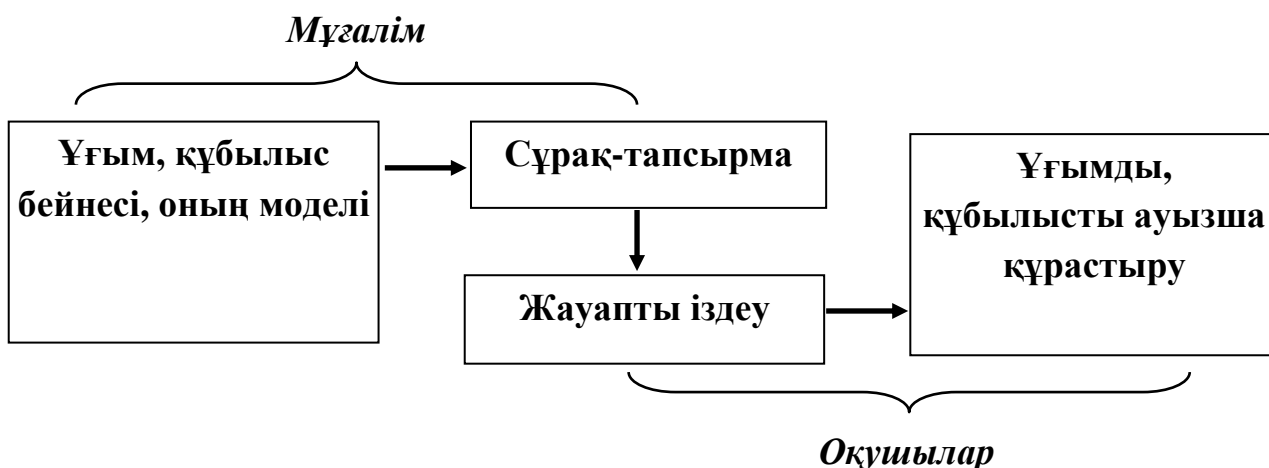 Мұғалім
Ұғым, құбылыс
бейнесі, оның моделі
Сұрақ-тапсырма
Жауапты іздеу
Ұғымды,
құбылысты ауызша
құрастыру
Оқушылар